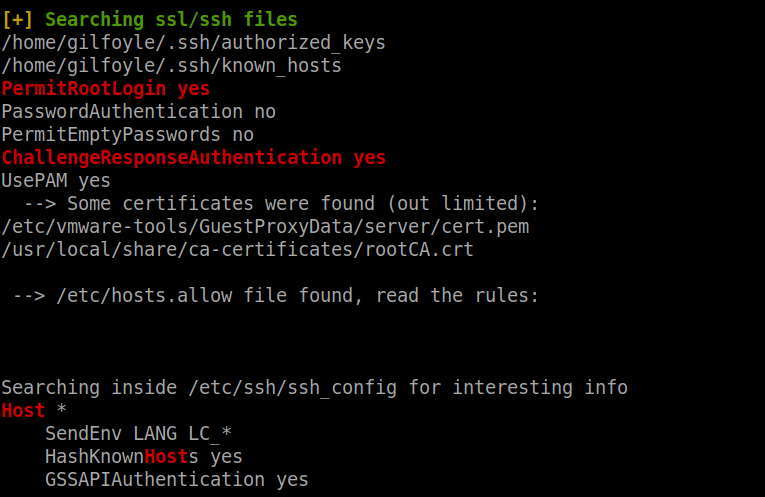 [+] Searching ssl/ssh files
/home/gilfoyle/.ssh/authorized_keys
/home/gilfoyle/.ssh/known_hosts
PermitRootLogin yes
PasswordAuthentication no
PermitEmptyPasswords no
ChallengeResponseAuthentication yes
UsePAM yes
  --> Some certificates were found (out limited):
/etc/vmware-tools/GuestProxyData/server/cert.pem
/usr/local/share/ca-certificates/rootCA.crt
 --> /etc/hosts.allow file found, read the rules:
Searching inside /etc/ssh/ssh_config for interesting info
Host *
    SendEnv LANG LC_*
    HashKnownHosts yes
    GSSAPIAuthentication yes